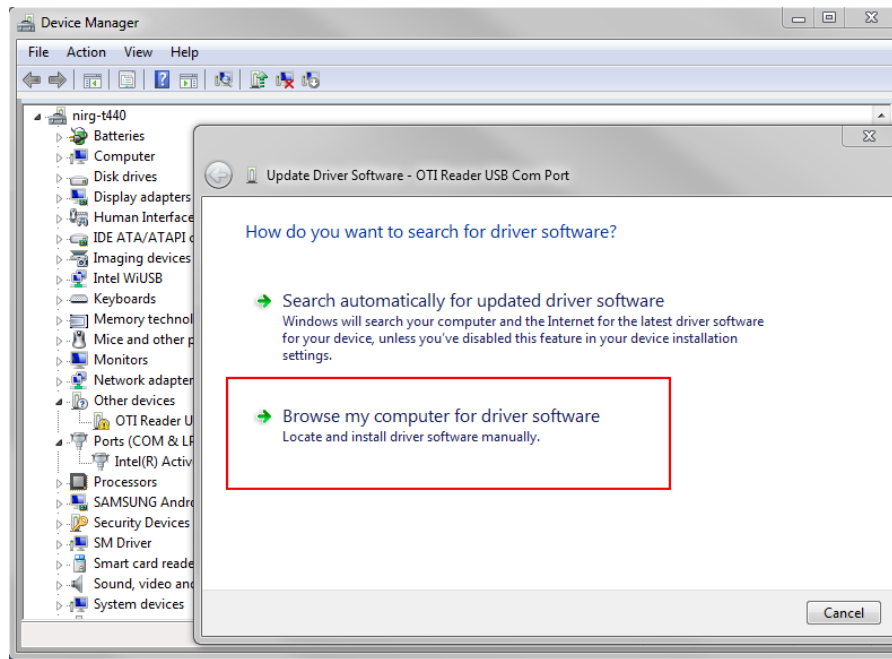 Device Manager
File Action View Help
nirg-t440
Batteries
Computer
Disk drives
Display adapters
Human Interface
IDE ATA/ATAPI c
Imaging devices
Intel WiUSB
Keyboards
Memory technol
Mice and other p
Monitors
Network adapter
Other devices
OTI Reader U
Ports (COM & LP
Intel(R) Activ
Processors
SAMSUNG Andro
Security Devices
SM Driver
Smart card reade
Sound, video and
System devices
Update Driver Software - OTI Reader USB Com Port
How do you want to search for driver software?
Search automatically for updated driver software
Windows will search your computer and the Internet for the latest driver software
for your device, unless you've disabled this feature in your device installation
settings.
Browse my computer for driver software
Locate and install driver software manually.
Cancel